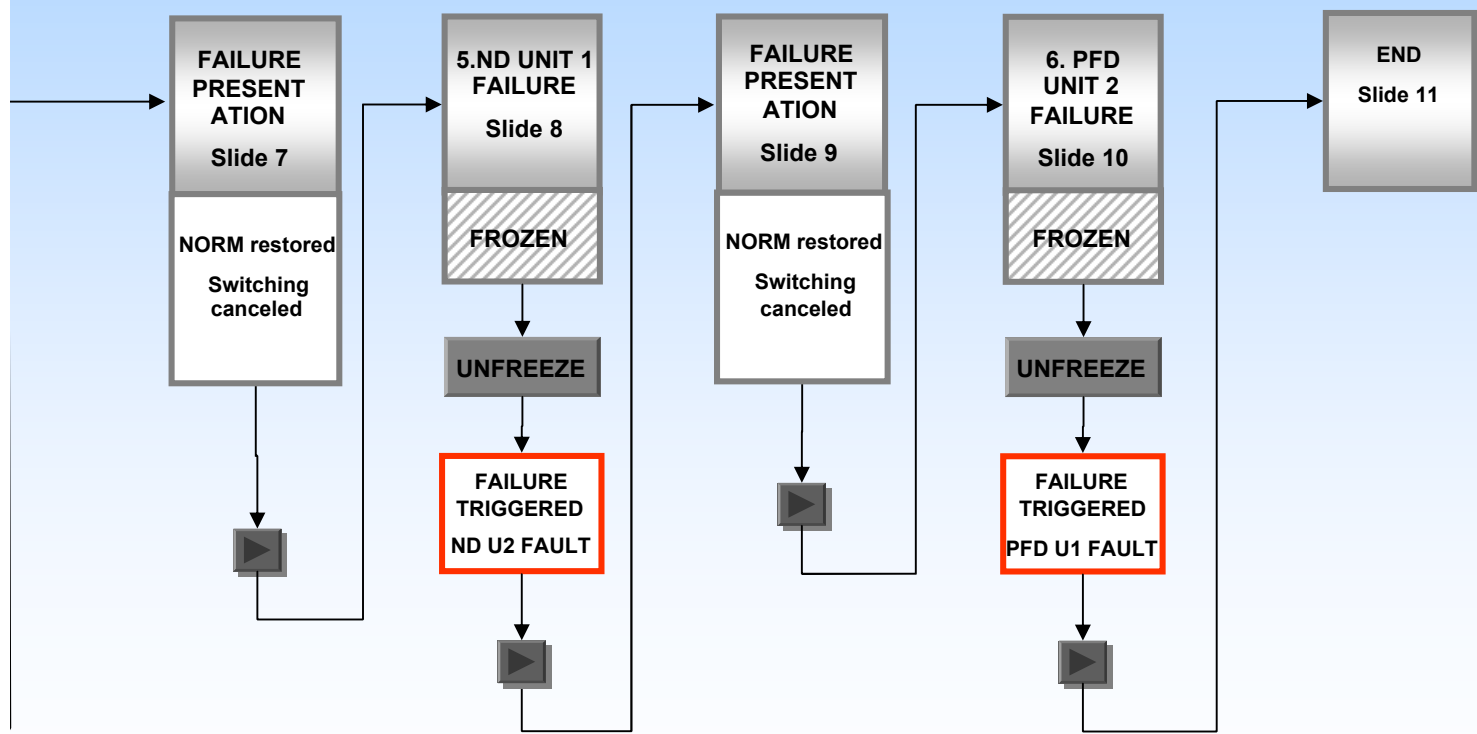 FAILURE
PRESENT
ATION
Slide 7
NORM restored
Switching
canceled
5.ND UNIT 1
FAILURE
Slide 8
FROZEN
UNFREEZE
FAILURE
TRIGGERED
ND U2 FAULT
FAILURE
PRESENT
ATION
Slide 9
NORM restored
Switching
canceled
6. PFD
UNIT 2
FAILURE
Slide 10
FROZEN
UNFREEZE
FAILURE
TRIGGERED
PFD U1 FAULT
END
Slide 11